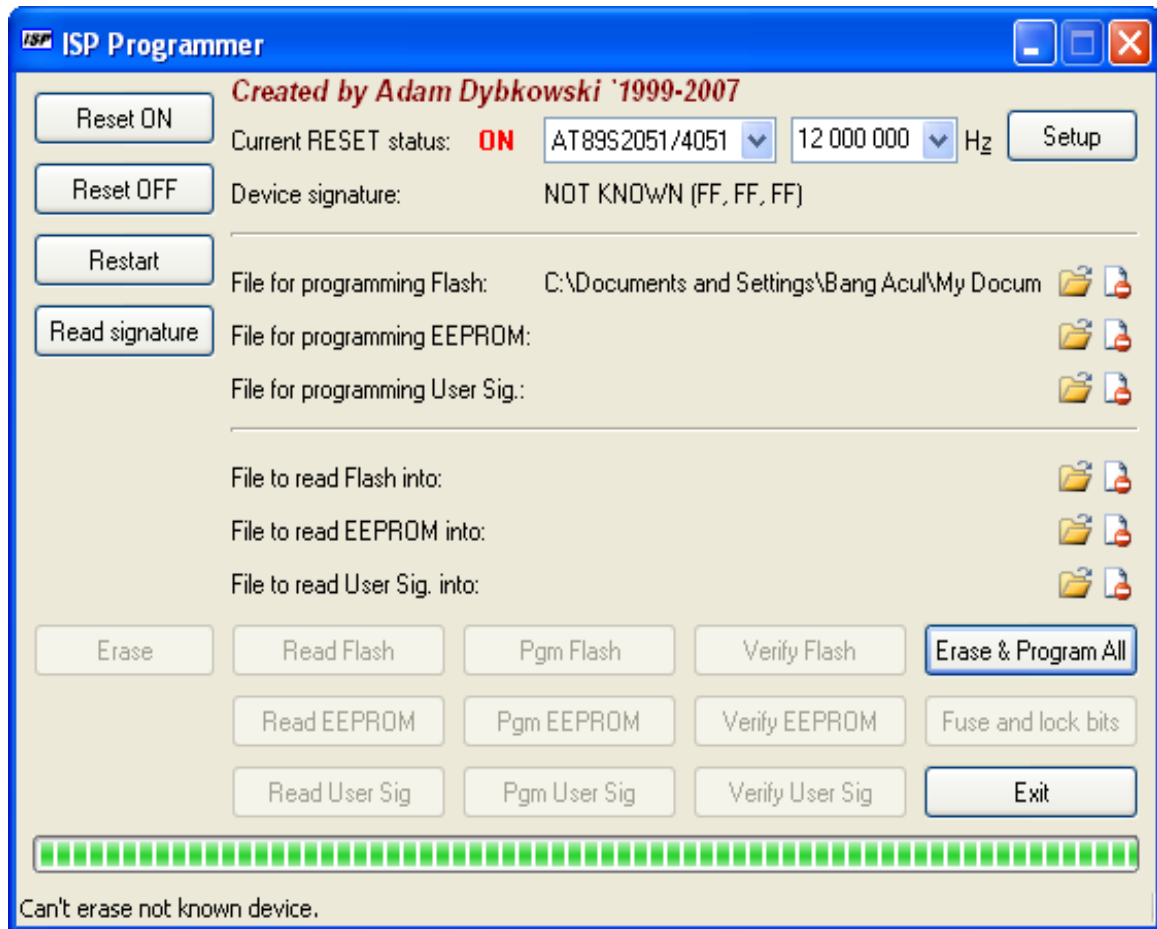 ISP ISP Programmer
Created by Adam Dybkowski `1999-2007
Reset ON
Current RESET status: ON AT89S2051/4051 12 000 000 Hz Setup
Reset OFF
Device signature: NOT KNOWN (FF, FF, FF)
Restart
File for programming Flash: C:\Documents and Settings\Bang Acul\My Docum
Read signature
File for programming EEPROM:
File for programming User Sig.:
File to read Flash into:
File to read EEPROM into:
File to read User Sig. into:
Erase Read Flash Pgm Flash Verify Flash Erase & Program All
Read EEPROM Pgm EEPROM Verify EEPROM Fuse and lock bits
Read User Sig Pgm User Sig Verify User Sig Exit
Can't erase not known device.